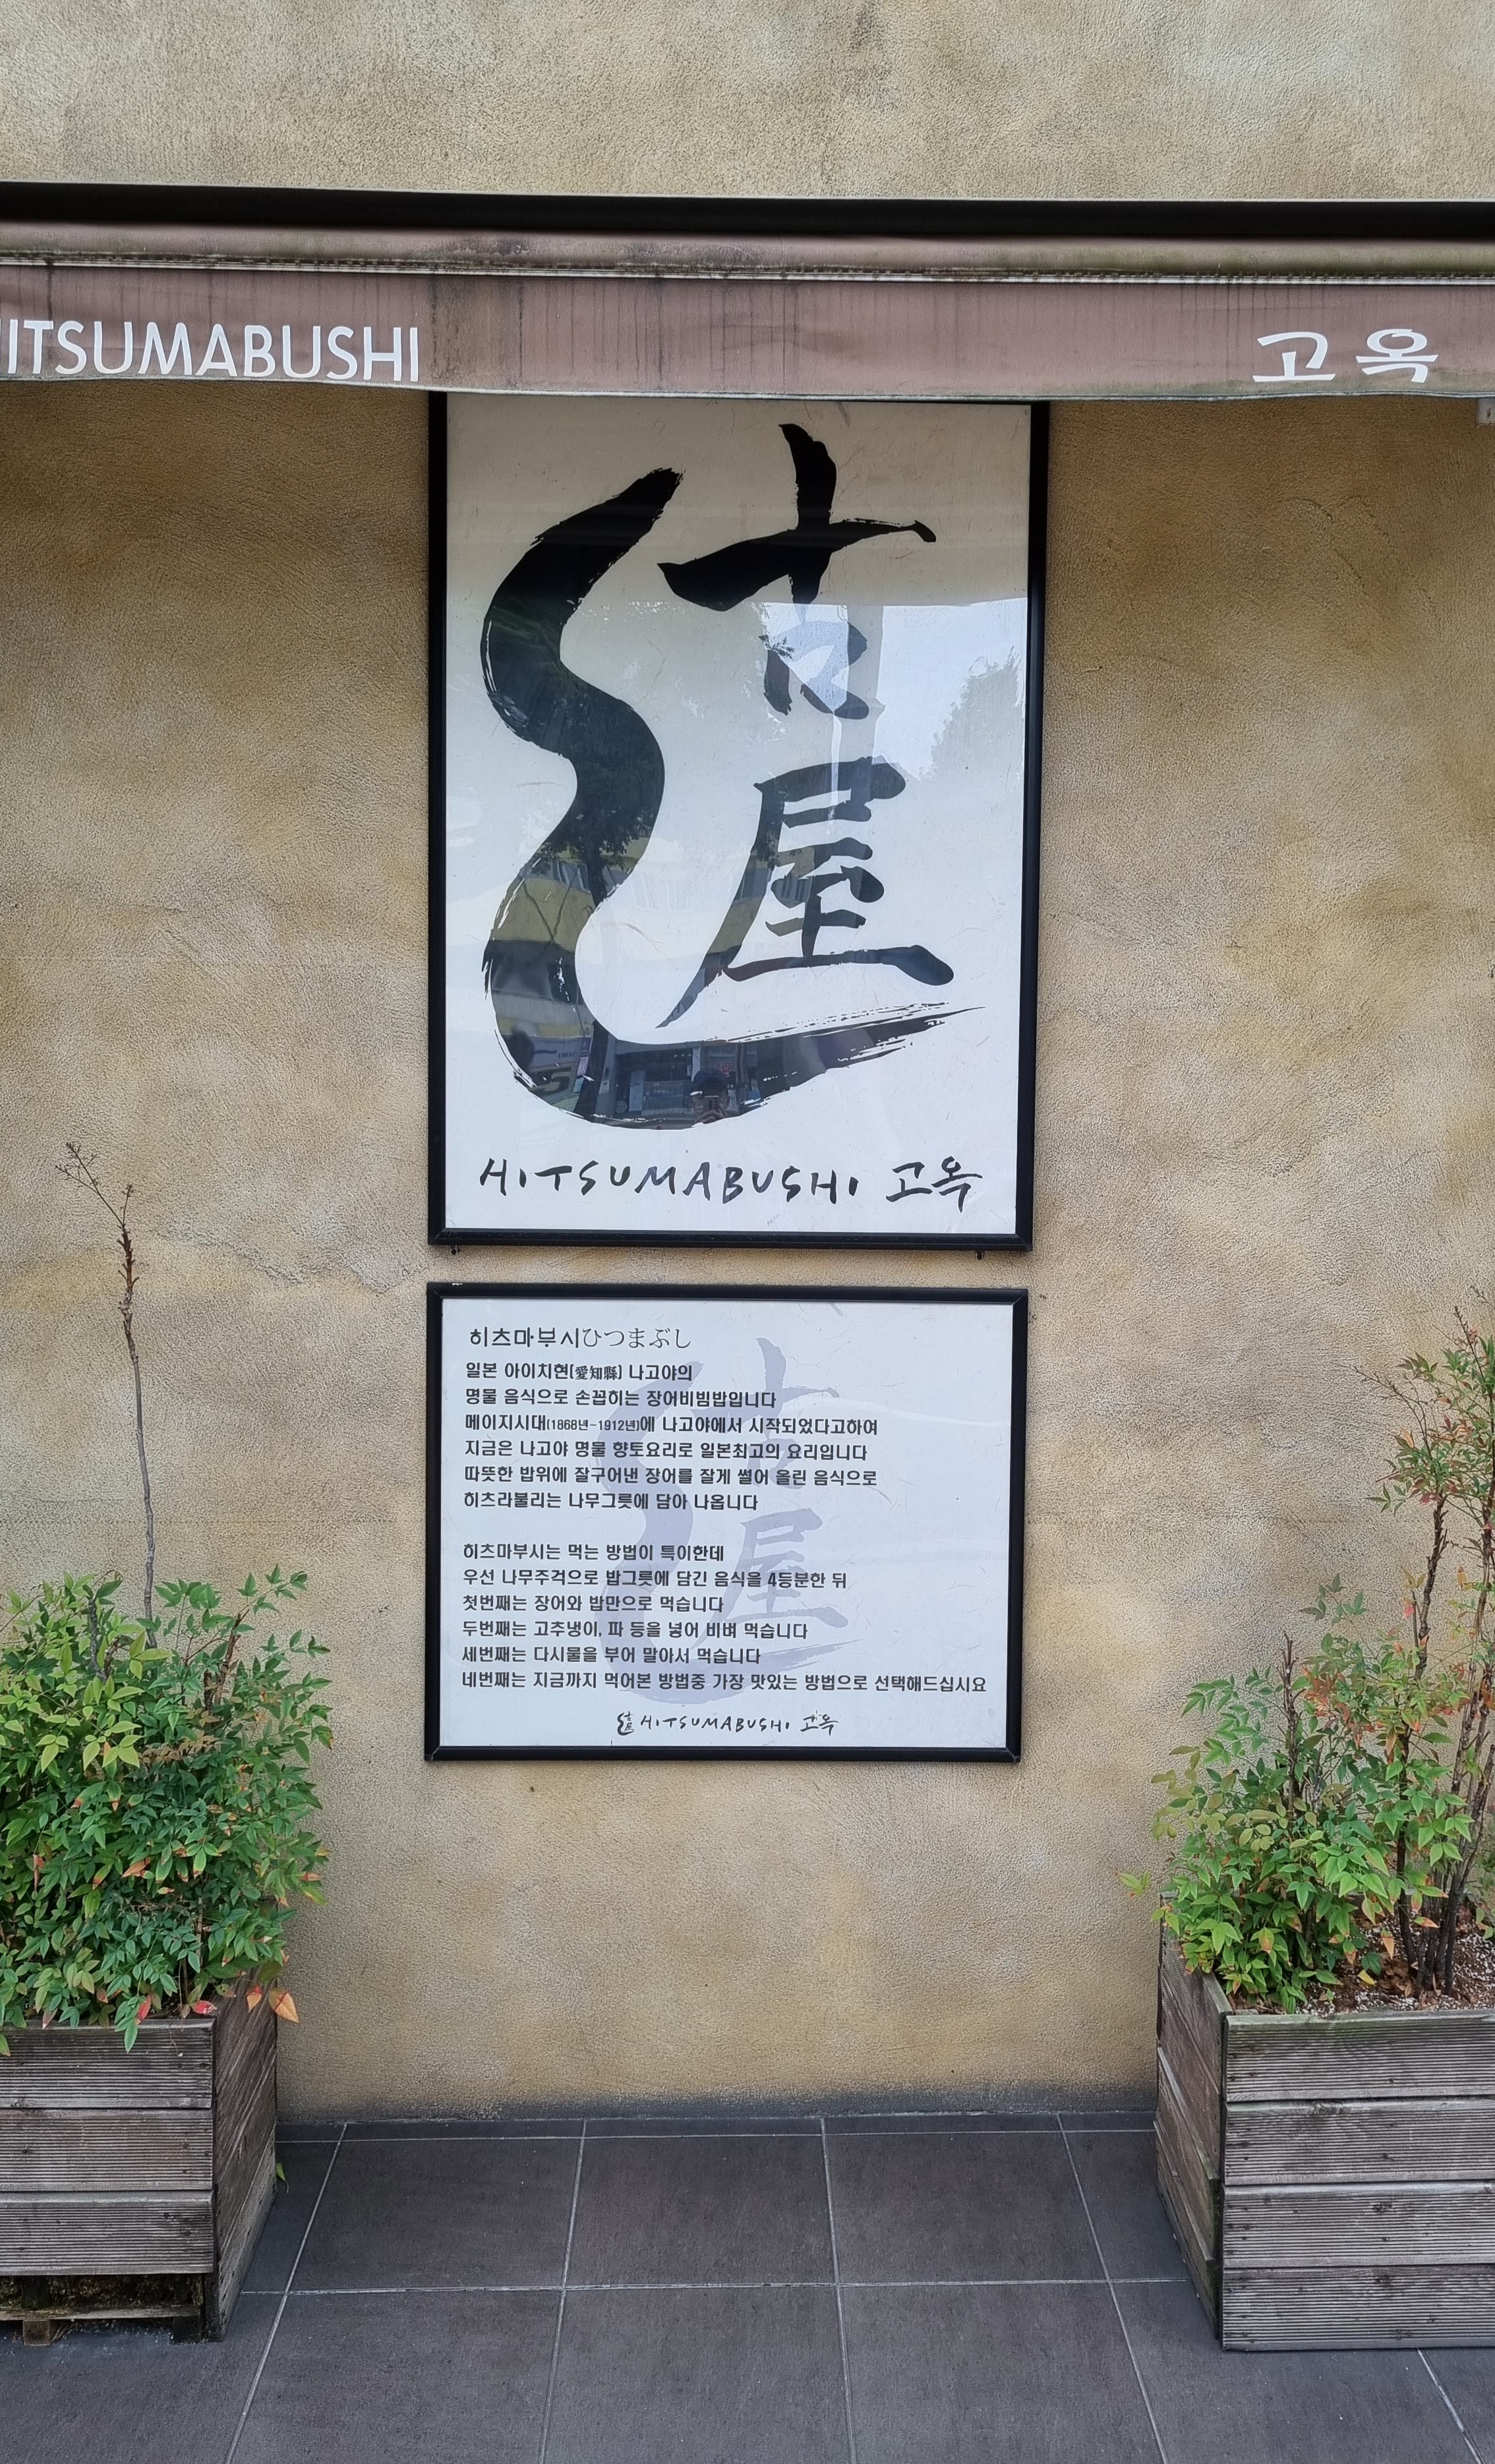 ITSUMABUSHI
고옥
古屋
HITSUMABUSHI 고옥
히츠마부시ひつまぶし
일본 아이치현(愛知縣) 나고야의
명물 음식으로 손꼽히는 장어비빔밥입니다
메이지시대(1868년~1912년)에 나고야에서 시작되었다고하여
지금은 나고야 명물 향토요리로 일본최고의 요리입니다
따뜻한 밥위에 잘구어낸 장어를 잘게 썰어 올린 음식으로
히츠라불리는 나무그릇에 담아 나옵니다
히츠마부시는 먹는 방법이 특이한데
우선 나무주걱으로 밥그릇에 담긴 음식을 4등분한 뒤
첫번째는 장어와 밥만으로 먹습니다
두번째는 고추냉이, 파 등을 넣어 비벼 먹습니다
세번째는 다시물을 부어 말아서 먹습니다
네번째는 지금까지 먹어본 방법중 가장 맛있는 방법으로 선택해드십시요
古屋 HITSUMABUSHI 고옥